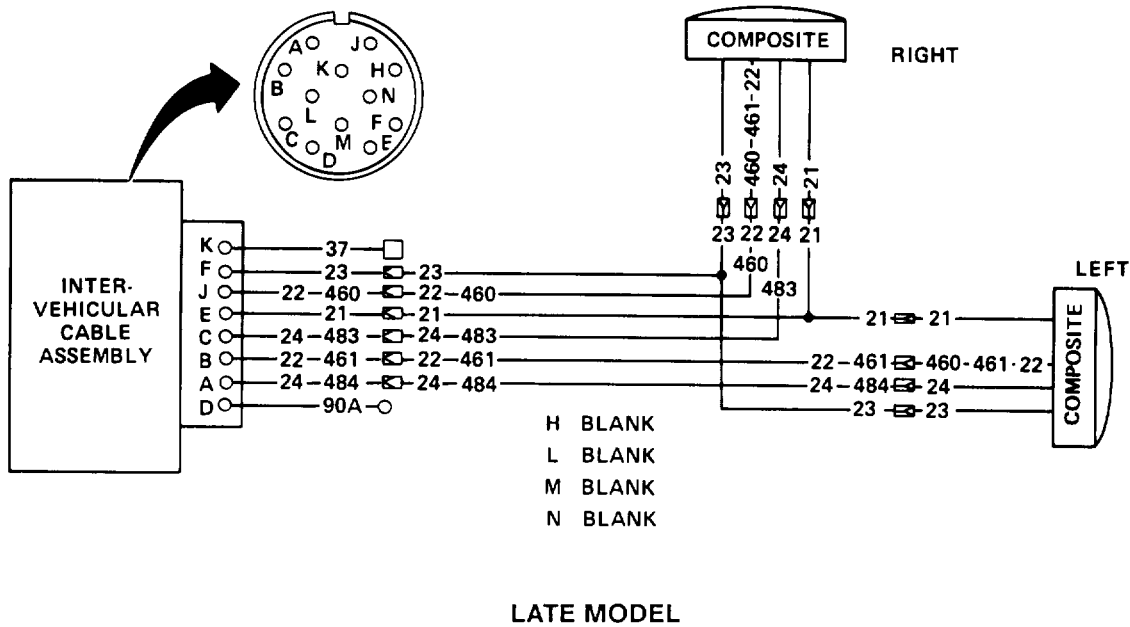 A J
K H
B N
L F
C M E
D
COMPOSITE
RIGHT
23
460-461-22
24
21
23 22 24 21
460
483
INTER-
VEHICULAR
CABLE
ASSEMBLY
K 37
F 23 23
J 22-460 22-460
E 21 21
C 24-483 24-483
B 22-461 22-461
A 24-484 24-484
D 90A
LEFT
21 21
22-461 460-461-22
24-484 24
23 23
COMPOSITE
H BLANK
L BLANK
M BLANK
N BLANK
LATE MODEL